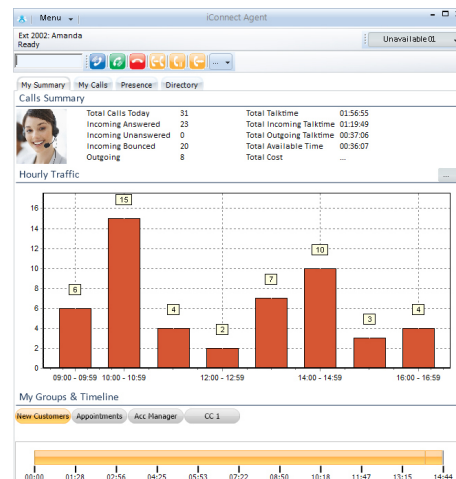 Menu iConnect Agent
Ext 2002: Amanda
Ready
Unavailable01
...
My Summary My Calls Presence Directory
Calls Summary
Total Calls Today 31 Total Talktime 01:56:55
Incoming Answered 23 Total Incoming Talktime 01:19:49
Incoming Unanswered 0 Total Outgoing Talktime 00:37:06
Incoming Bounced 20 Total Available Time 00:36:07
Outgoing 8 Total Cost ...
Hourly Traffic ...
16
14
12
10
8
6
4
2
0
6 15 4 2 7 10 3 4
09:00 - 09:59 10:00 - 10:59 12:00 - 12:59 14:00 - 14:59 16:00 - 16:59
My Groups & Timeline
New Customers Appointments Acc Manager CC 1
00:00 01:28 02:56 04:25 05:53 07:22 08:50 10:18 11:47 13:15 14:44